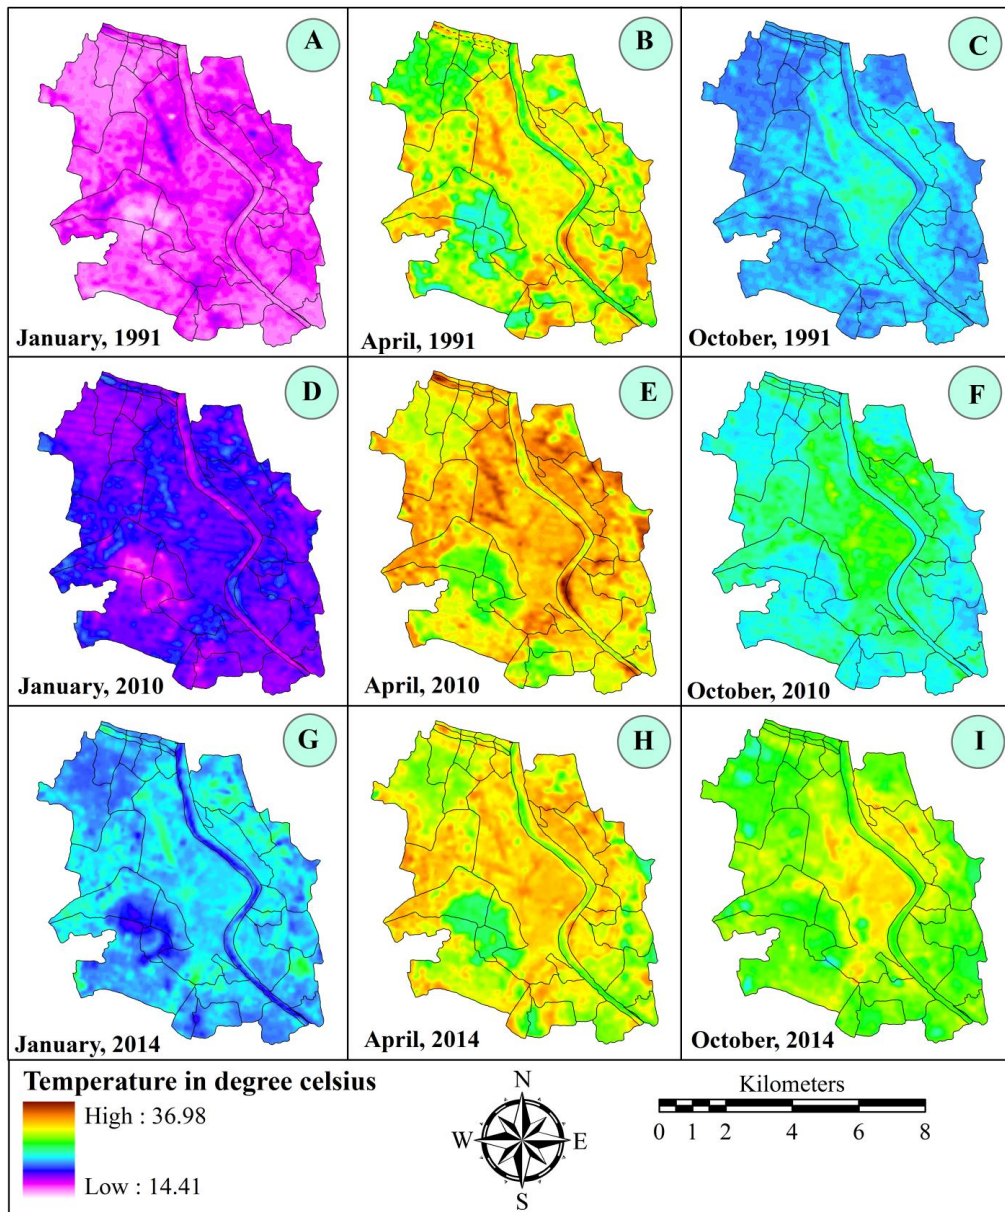 A
B
C
January, 1991
April, 1991
October, 1991
D
E
F
January, 2010
April, 2010
October, 2010
G
H
I
January, 2014
April, 2014
October, 2014
Temperature in degree celsius
High : 36.98
Low : 14.41
N
W E
S
Kilometers
0 1 2 4 6 8